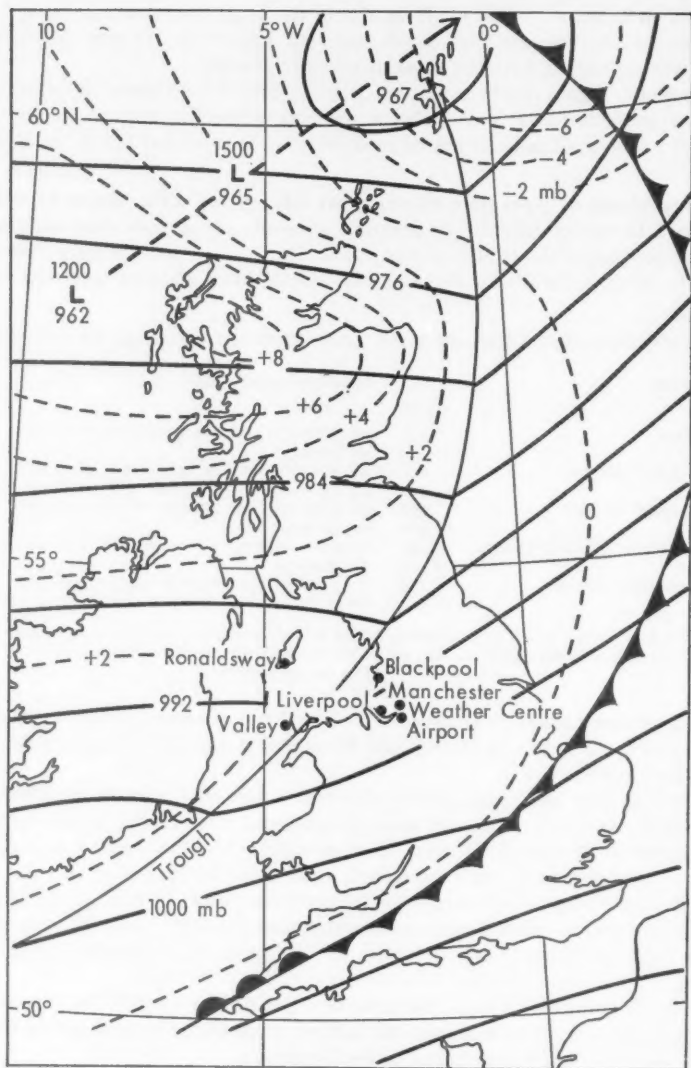 10°
5°W
0°
L
967
60°N
1500
L
965
-6
-4
-2 mb
1200
L
962
976
+8
+6
+4
+2
984
0
55°
+2
Ronaldsway
Blackpool
992
Liverpool
Manchester
Weather Centre
Valley
Airport
Trough
1000 mb
50°